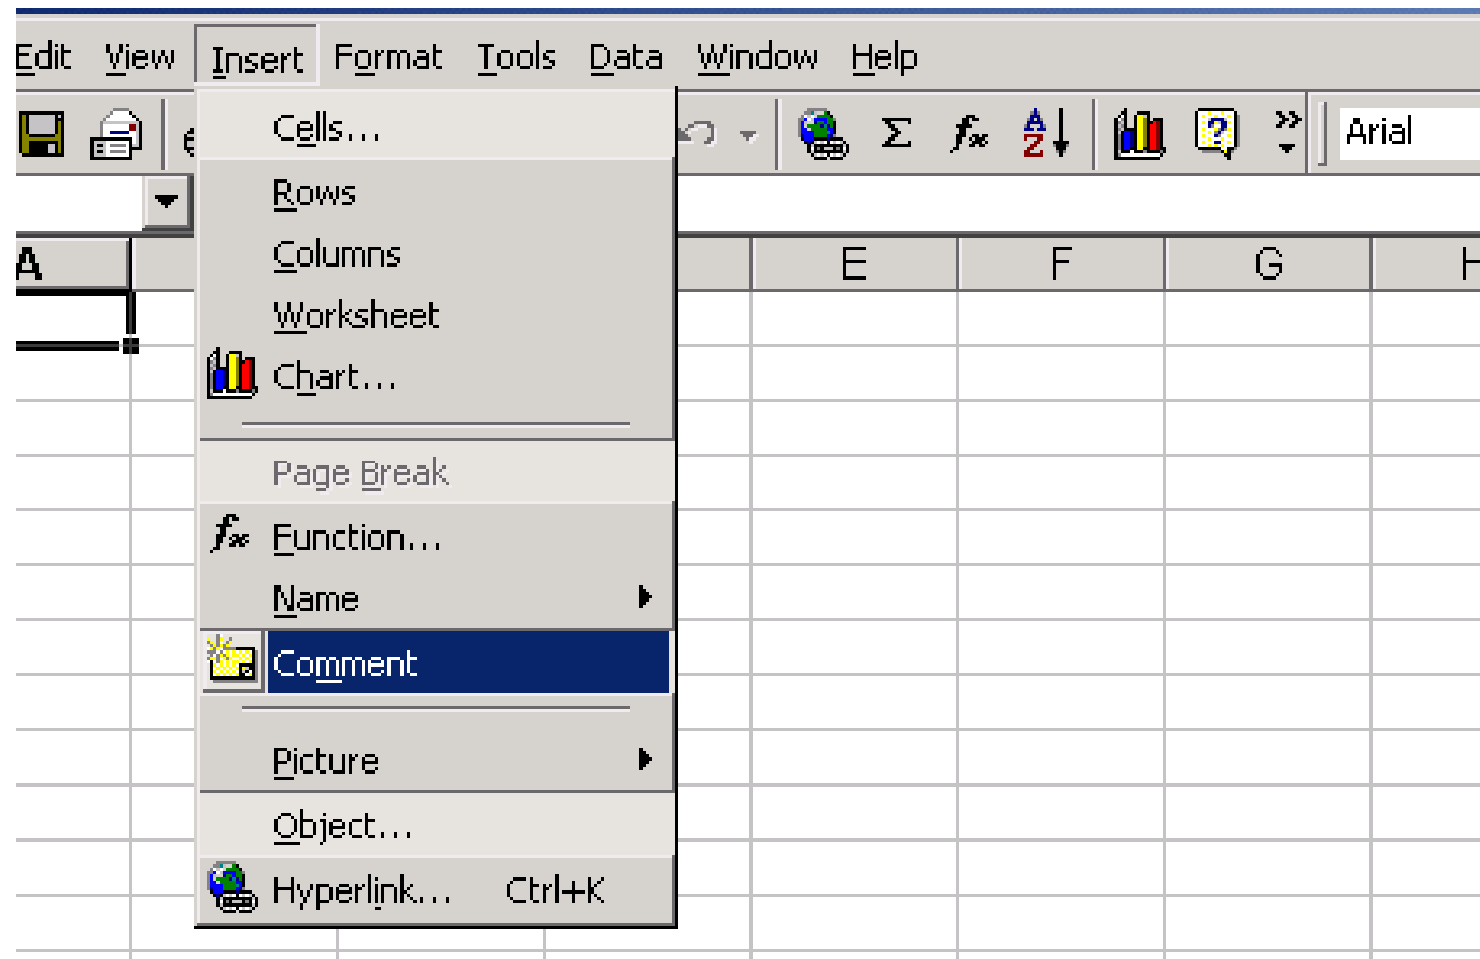 Edit View Insert Format Tools Data Window Help
Cells...
Arial
Rows
Columns
A E F G H
Worksheet
Chart...
Page Break
Function...
Name
Comment
Picture
Object...
Hyperlink... Ctrl+K